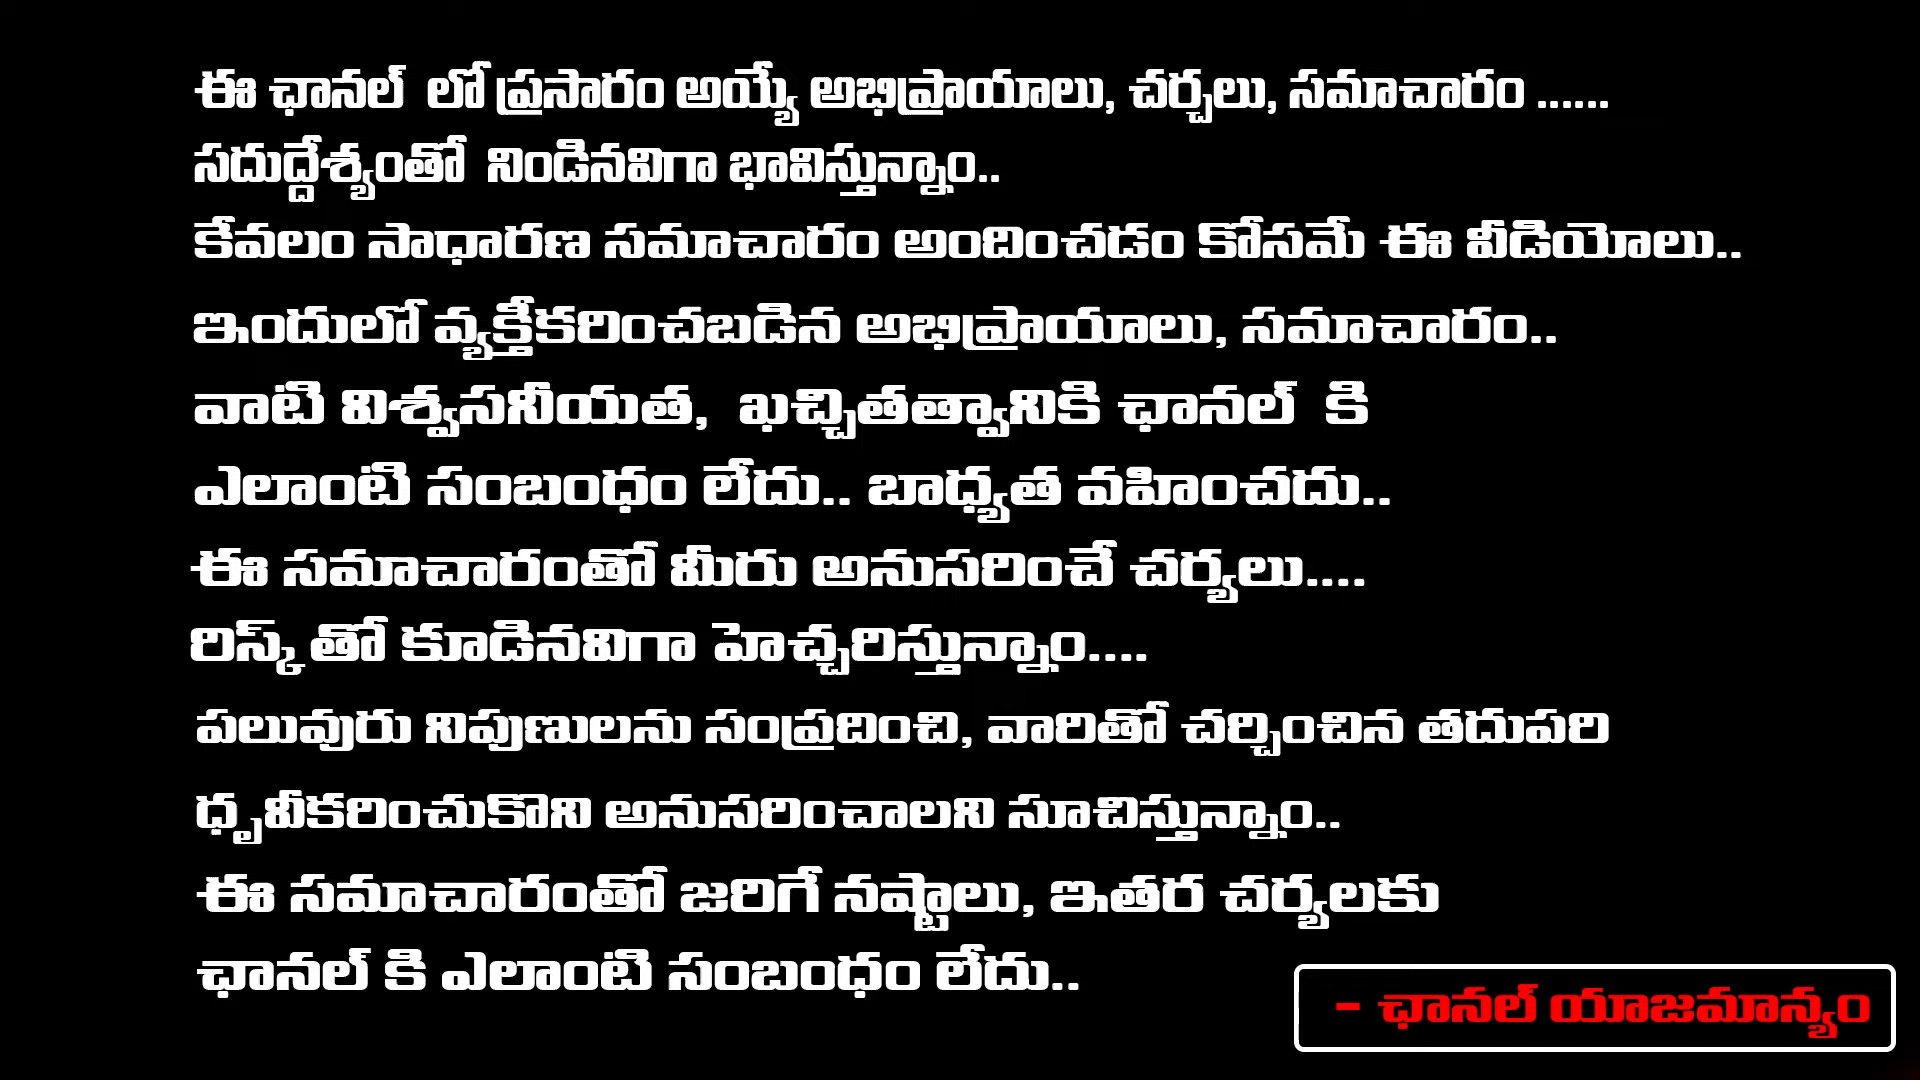 ఈ ఛానల్ లో ప్రసారం అయ్యే అభిప్రాయాలు, చర్చలు, సమాచారం ......
సదుద్దేశ్యంతో నిండినవిగా భావిస్తున్నాం..
కేవలం సాధారణ సమాచారం అందించడం కోసమే ఈ వీడియోలు..
ఇందులో వ్యక్తీకరించబడిన అభిప్రాయాలు, సమాచారం..
వాటి విశ్వసనీయత, ఖచ్చితత్వానికి ఛానల్ కి
ఎలాంటి సంబంధం లేదు.. బాధ్యత వహించదు..
ఈ సమాచారంతో మీరు అనుసరించే చర్యలు....
రిస్క్ తో కూడినవిగా హెచ్చరిస్తున్నాం....
పలువురు నిపుణులను సంప్రదించి, వారితో చర్చించిన తదుపరి
ధృవీకరించుకొని అనుసరించాలని సూచిస్తున్నాం..
ఈ సమాచారంతో జరిగే నష్టాలు, ఇతర చర్యలకు
ఛానల్ కి ఎలాంటి సంబంధం లేదు..
- ఛానల్ యాజమాన్యం